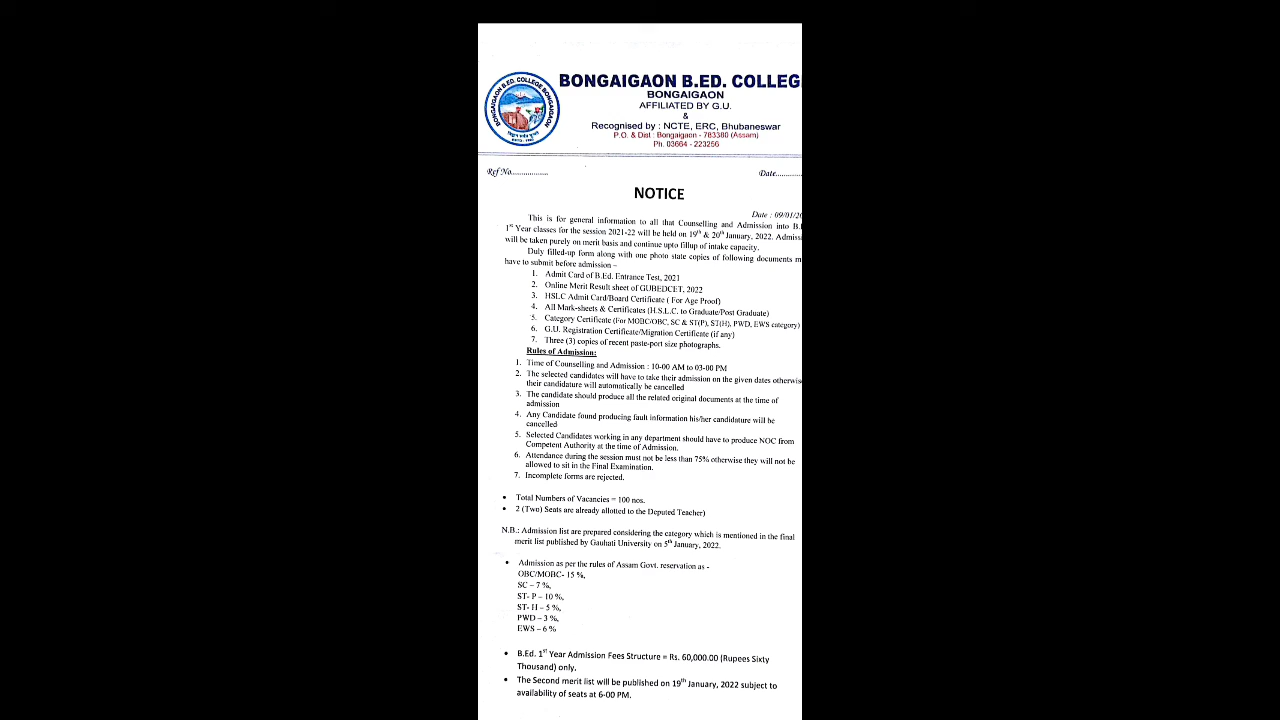 BONGAIGAON B.ED. COLLEGE
BONGAIGAON B.ED. COLLEGE BONGAIGAON
BONGAIGAON
AFFILIATED BY G.U.
&
Recognised by : NCTE, ERC, Bhubaneswar
P.O. & Dist : Bongaigaon - 783380 (Assam)
Ph. 03664 - 223256
Ref No.................
Date...........
NOTICE
Date : 09/01/20
This is for general information to all that Counselling and Admission into B.E
1st Year classes for the session 2021-22 will be held on 19th & 20th January, 2022. Admiss
will be taken purely on merit basis and continue upto fillup of intake capacity.
Duly filled-up form along with one photo state copies of following documents m
have to submit before admission –
1. Admit Card of B.Ed. Entrance Test, 2021
2. Online Merit Result sheet of GUBEDCET, 2022
3. HSLC Admit Card/Board Certificate ( For Age Proof)
4. All Mark-sheets & Certificates (H.S.L.C. to Graduate/Post Graduate)
5. Category Certificate (For MOBC/OBC, SC & ST(P), ST(H), PWD, EWS category)
6. G.U. Registration Certificate/Migration Certificate (if any)
7. Three (3) copies of recent paste-port size photographs.
Rules of Admission:
1. Time of Counselling and Admission : 10-00 AM to 03-00 PM
2. The selected candidates will have to take their admission on the given dates otherwise
their candidature will automatically be cancelled
3. The candidate should produce all the related original documents at the time of
admission
4. Any Candidate found producing fault information his/her candidature will be
cancelled
5. Selected Candidates working in any department should have to produce NOC from
Competent Authority at the time of Admission.
6. Attendance during the session must not be less than 75% otherwise they will not be
allowed to sit in the Final Examination.
7. Incomplete forms are rejected.
• Total Numbers of Vacancies = 100 nos.
• 2 (Two) Seats are already allotted to the Deputed Teacher)
N.B.: Admission list are prepared considering the category which is mentioned in the final
merit list published by Gauhati University on 5th January, 2022.
• Admission as per the rules of Assam Govt. reservation as -
OBC/MOBC- 15 %,
SC – 7 %,
ST- P – 10 %,
ST- H – 5 %,
PWD – 3 %,
EWS – 6 %
• B.Ed. 1st Year Admission Fees Structure = Rs. 60,000.00 (Rupees Sixty
Thousand) only.
• The Second merit list will be published on 19th January, 2022 subject to
availability of seats at 6-00 PM.